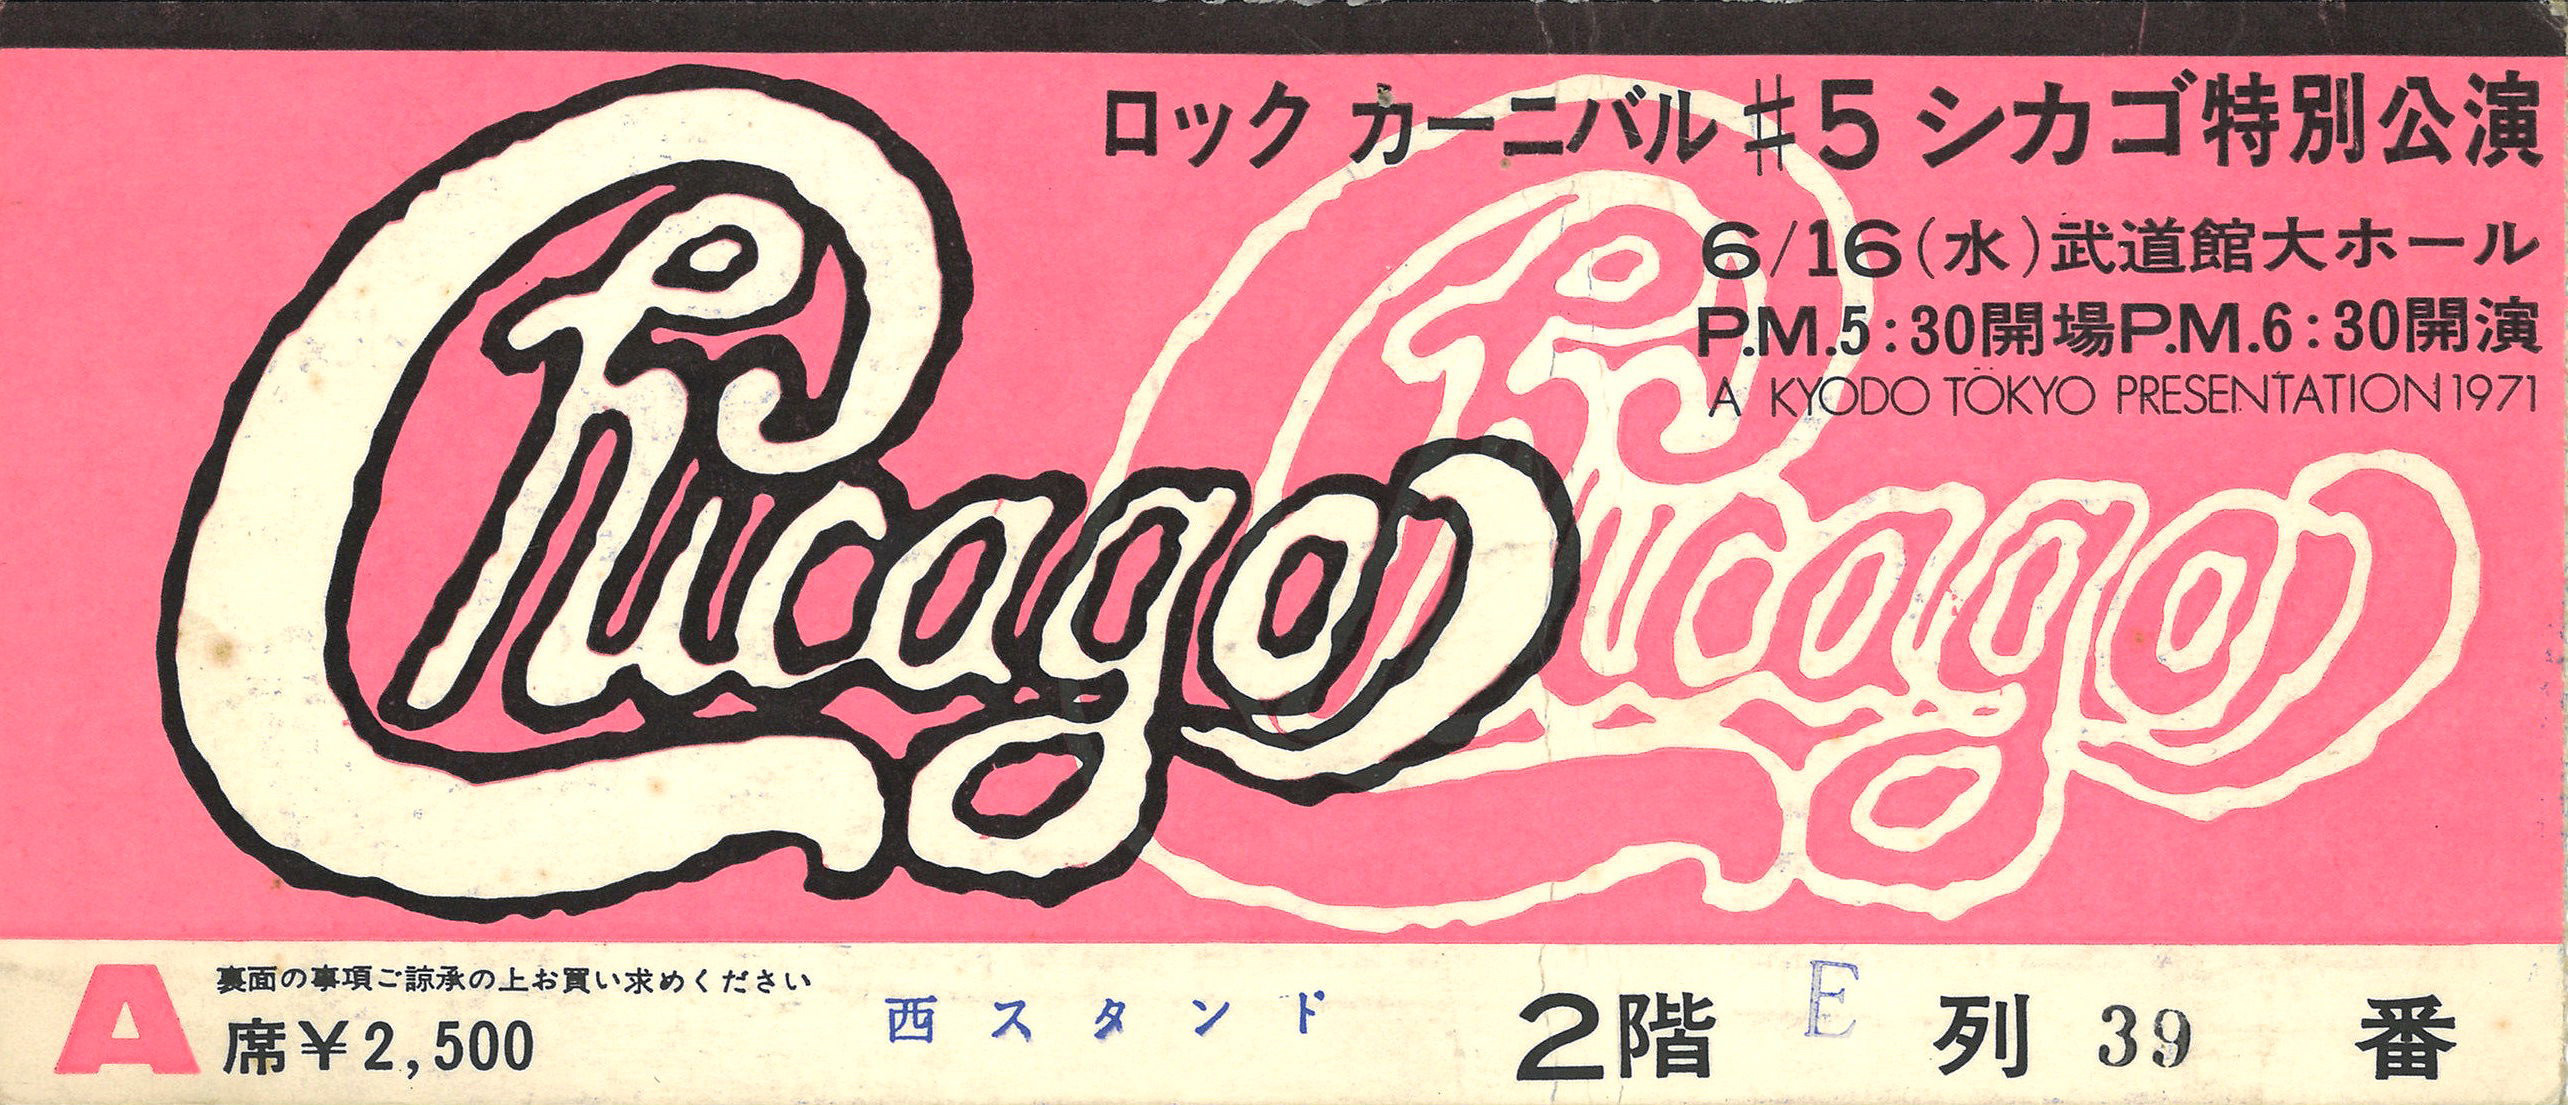 ロック カーニバル #5 シカゴ特別公演
6/16(水)武道館大ホール
P.M.5:30開場P.M.6:30開演
A KYODO TŌKYO PRESENTATION 1971
Chicago
Chicago
A
裏面の事項ご諒承の上お買い求めください
席¥2,500
西スタンド
2階 E 列 39 番